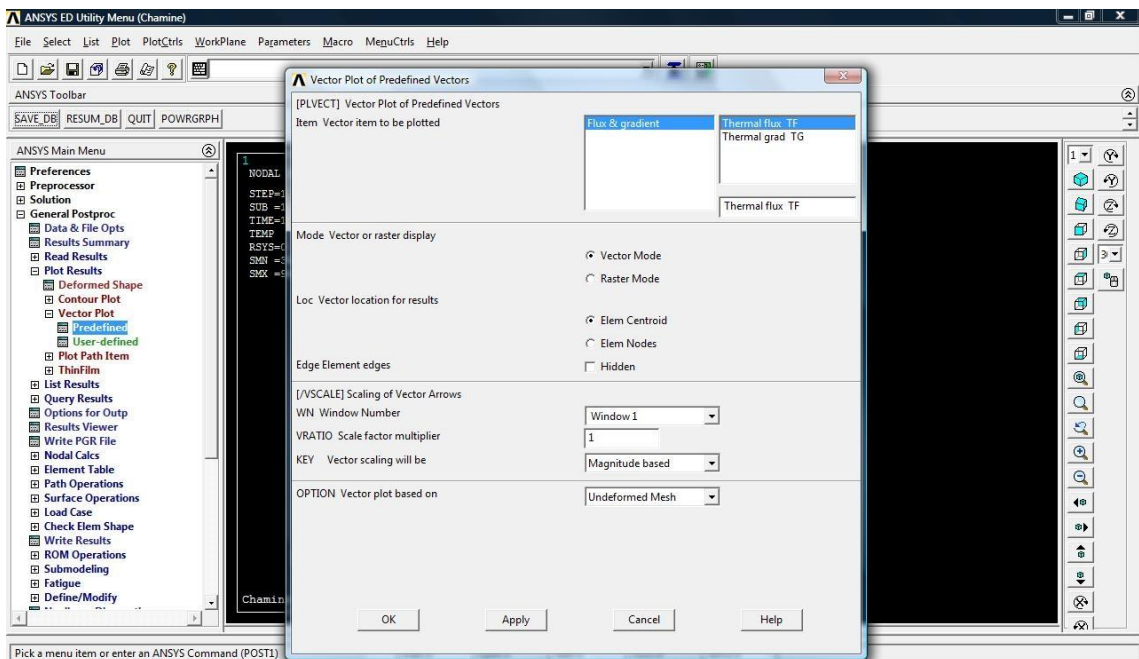 ANSYS ED Utility Menu (Chamine)
File Select List Plot PlotCtrls WorkPlane Parameters Macro MenuCtrls Help
ANSYS Toolbar
SAVE_DB RESUM_DB QUIT POWRGRPH
ANSYS Main Menu
Preferences
Preprocessor
Solution
General Postproc
Data & File Opts
Results Summary
Read Results
Plot Results
Deformed Shape
Contour Plot
Vector Plot
Predefined
User-defined
Plot Path Item
ThinFilm
List Results
Query Results
Options for Outp
Results Viewer
Write PGR File
Nodal Calcs
Element Table
Path Operations
Surface Operations
Load Case
Check Elem Shape
Write Results
ROM Operations
Submodeling
Fatigue
Define/Modify
1
NODAL
STEP=1
SUB =1
TIME=1
TEMP
RSYS=0
SMN =3
SMX =9
Chamin
Vector Plot of Predefined Vectors
[PLVECT] Vector Plot of Predefined Vectors
Item Vector item to be plotted
Flux & gradient
Thermal flux TF
Thermal grad TG
Thermal flux TF
Mode Vector or raster display
Vector Mode
Raster Mode
Loc Vector location for results
Elem Centroid
Elem Nodes
Edge Element edges
Hidden
[/VSCALE] Scaling of Vector Arrows
WN Window Number
Window 1
VRATIO Scale factor multiplier
1
KEY Vector scaling will be
Magnitude based
OPTION Vector plot based on
Undeformed Mesh
OK Apply Cancel Help
1
3
Pick a menu item or enter an ANSYS Command (POST1)